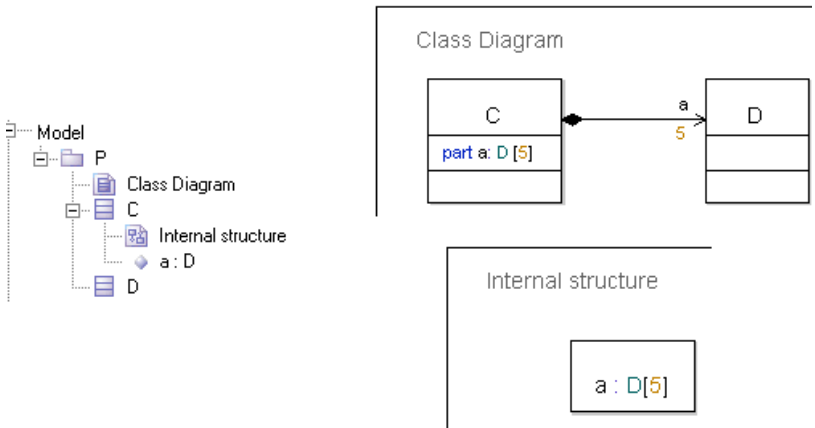 Model
P
Class Diagram
C
Internal structure
a : D
D
Class Diagram
C
part a: D [5]
a
5
D
Internal structure
a : D[5]